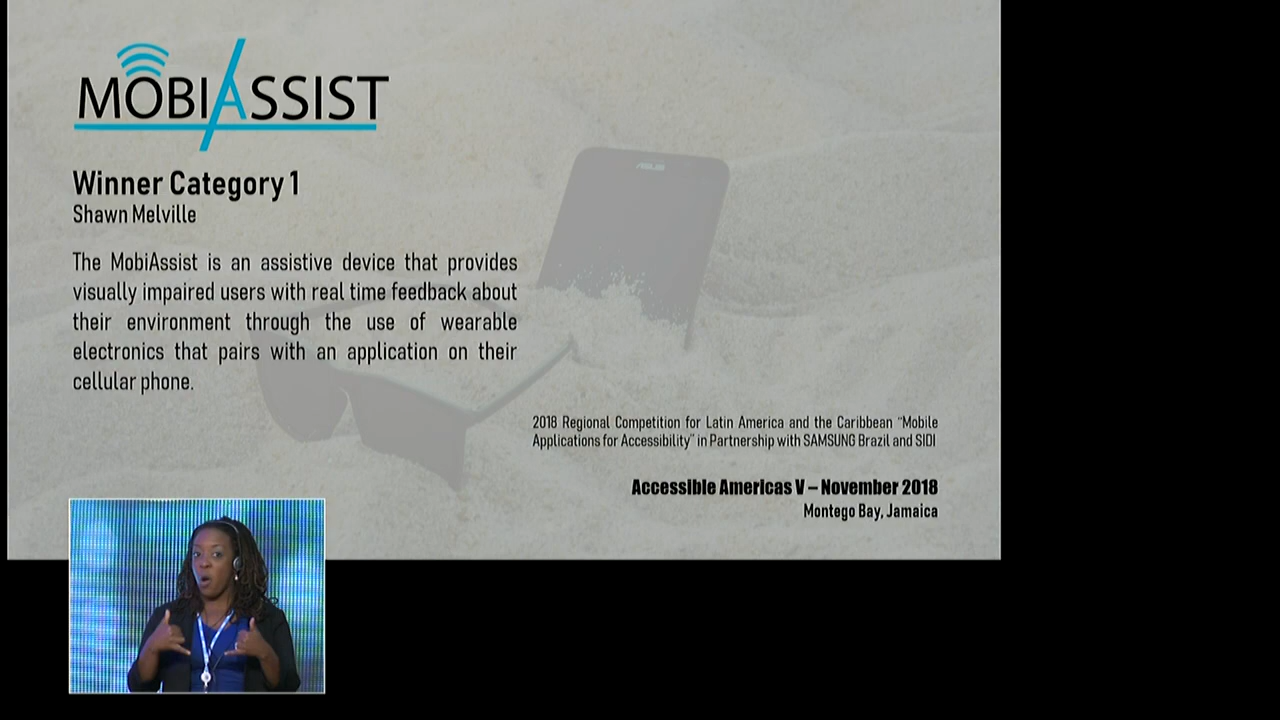 MOBIASSIST
ASUS
Winner Category 1
Shawn Melville
The MobiAssist is an assistive device that provides
visually impaired users with real time feedback about
their environment through the use of wearable
electronics that pairs with an application on their
cellular phone.
2018 Regional Competition for Latin America and the Caribbean “Mobile
Applications for Accessibility” in Partnership with SAMSUNG Brazil and SIDI
Accessible Americas V – November 2018
Montego Bay, Jamaica